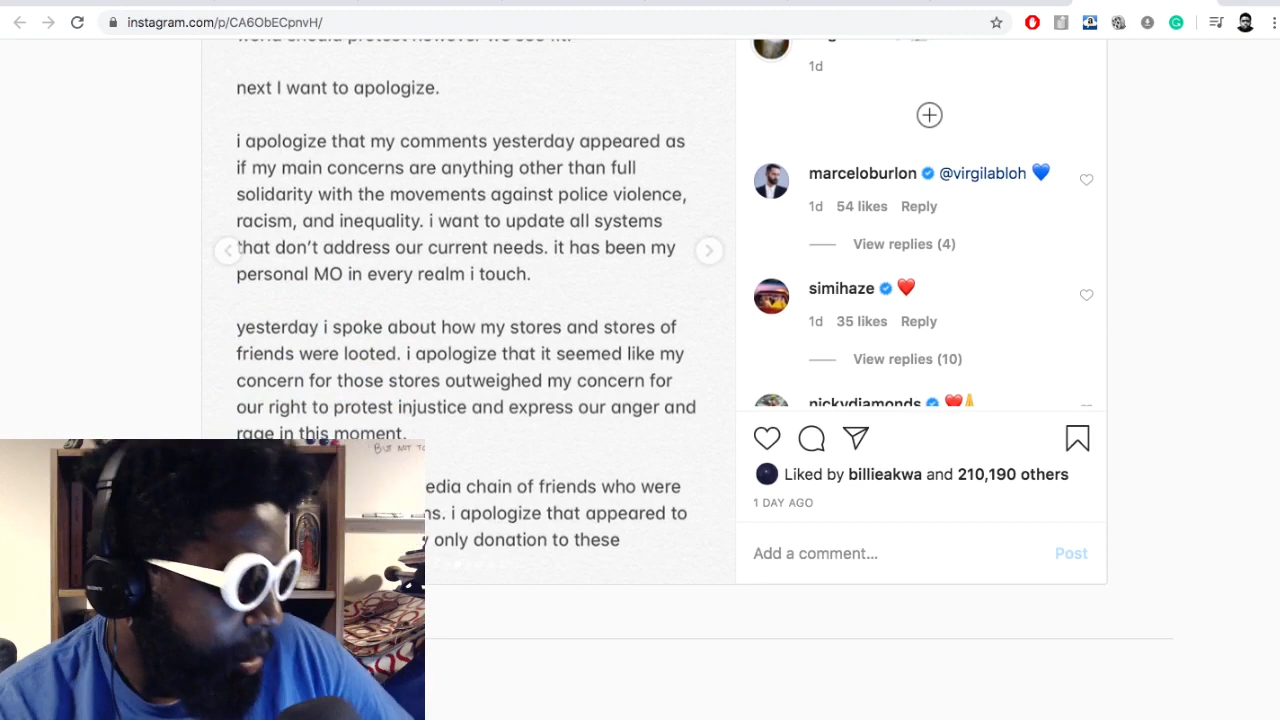 instagram.com/p/CA6ObECpnvH/
next I want to apologize.
i apologize that my comments yesterday appeared as
if my main concerns are anything other than full
solidarity with the movements against police violence,
racism, and inequality. i want to update all systems
that don't address our current needs. it has been my
personal MO in every realm i touch.
yesterday i spoke about how my stores and stores of
friends were looted. i apologize that it seemed like my
concern for those stores outweighed my concern for
our right to protest injustice and express our anger and
rage in this moment.
edia chain of friends who were
ns. i apologize that appeared to
only donation to these
BUT NOT TO
SONY
1d
marceloburlon @virgilabloh 💙
1d 54 likes Reply
View replies (4)
simihaze ❤️
1d 35 likes Reply
View replies (10)
nickydiamonds ❤️🙏
Liked by billieakwa and 210,190 others
1 DAY AGO
Add a comment... Post